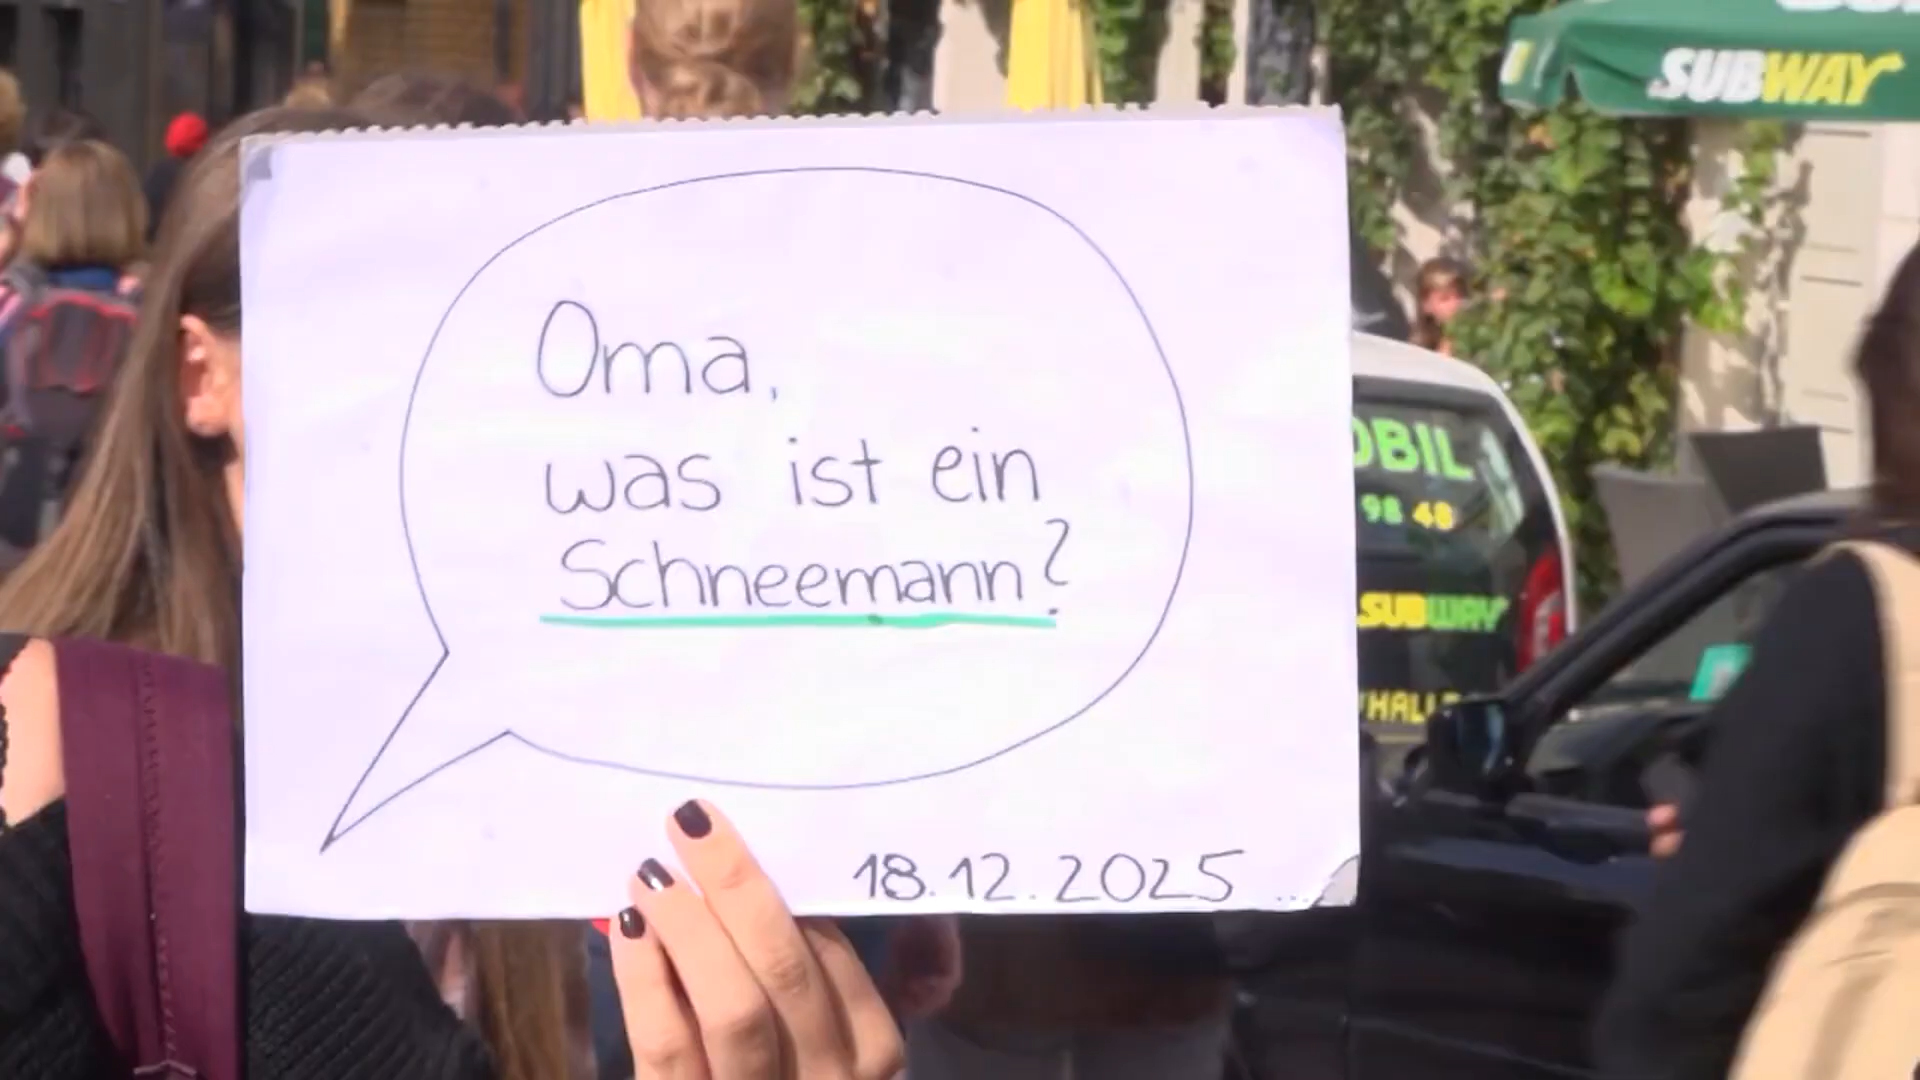 SUBWAY
Oma,
was ist ein
Schneemann?
18.12.2025
OBIL
98 48
SUBWAY